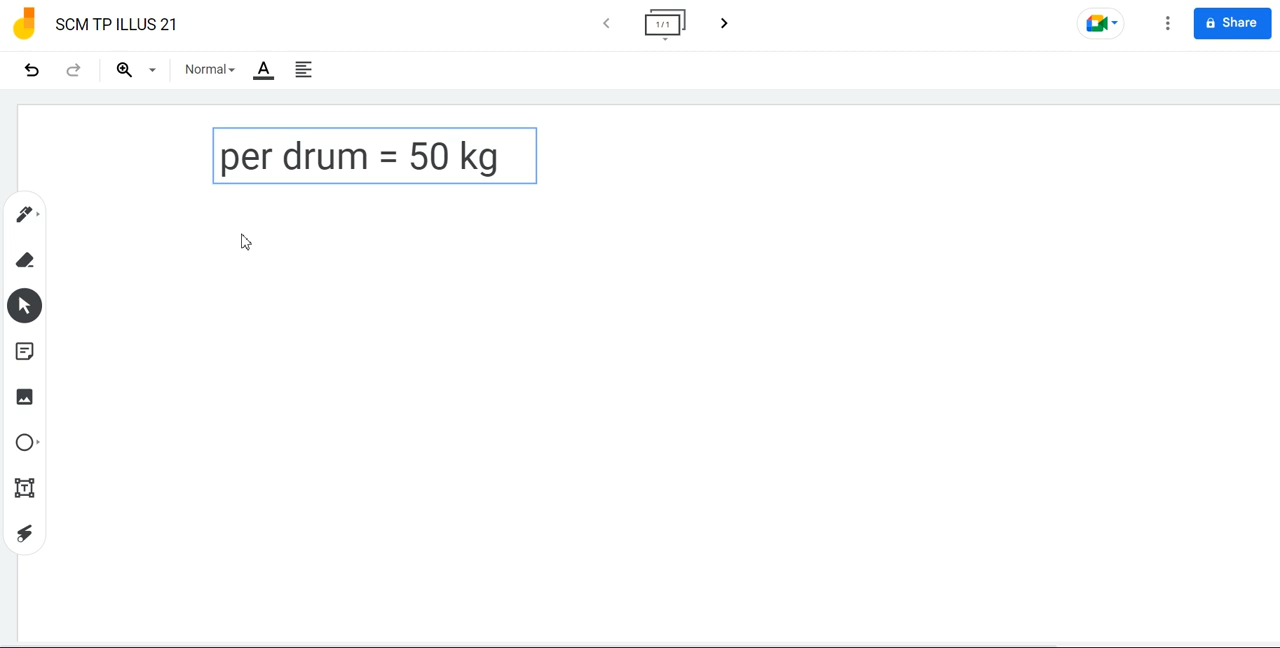 SCM TP ILLUS 21
1/1
Share
Normal
A
per drum = 50 kg
T